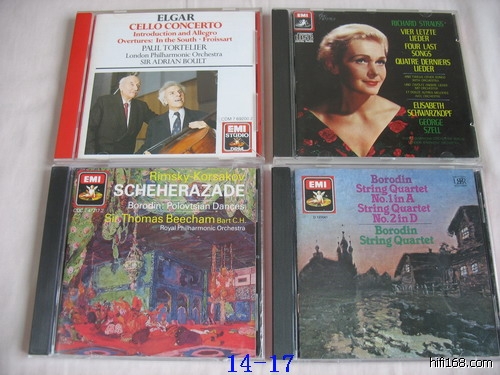 ELGAR
CELLO CONCERTO
Introduction and Allegro
Overtures: In the South · Froissart
PAUL TORTELIER
London Philharmonic Orchestra
SIR ADRIAN BOULT
EMI
STUDIO
EMI
RICHARD STRAUSS
VIER LETZTE
LIEDER
FOUR LAST
SONGS
QUATRE DERNIERS
LIEDER
ELISABETH
SCHWARZKOPF
GEORGE
SZELL
EMI
Rimsky-Korsakov
SCHEHERAZADE
Borodin: Polovtsian Dances
Sir Thomas Beecham Bart C.H.
Royal Philharmonic Orchestra
EMI
Borodin
String Quartet
No.1 in A
String Quartet
No.2 in D
Borodin
String Quartet
14-17
hifi168.com